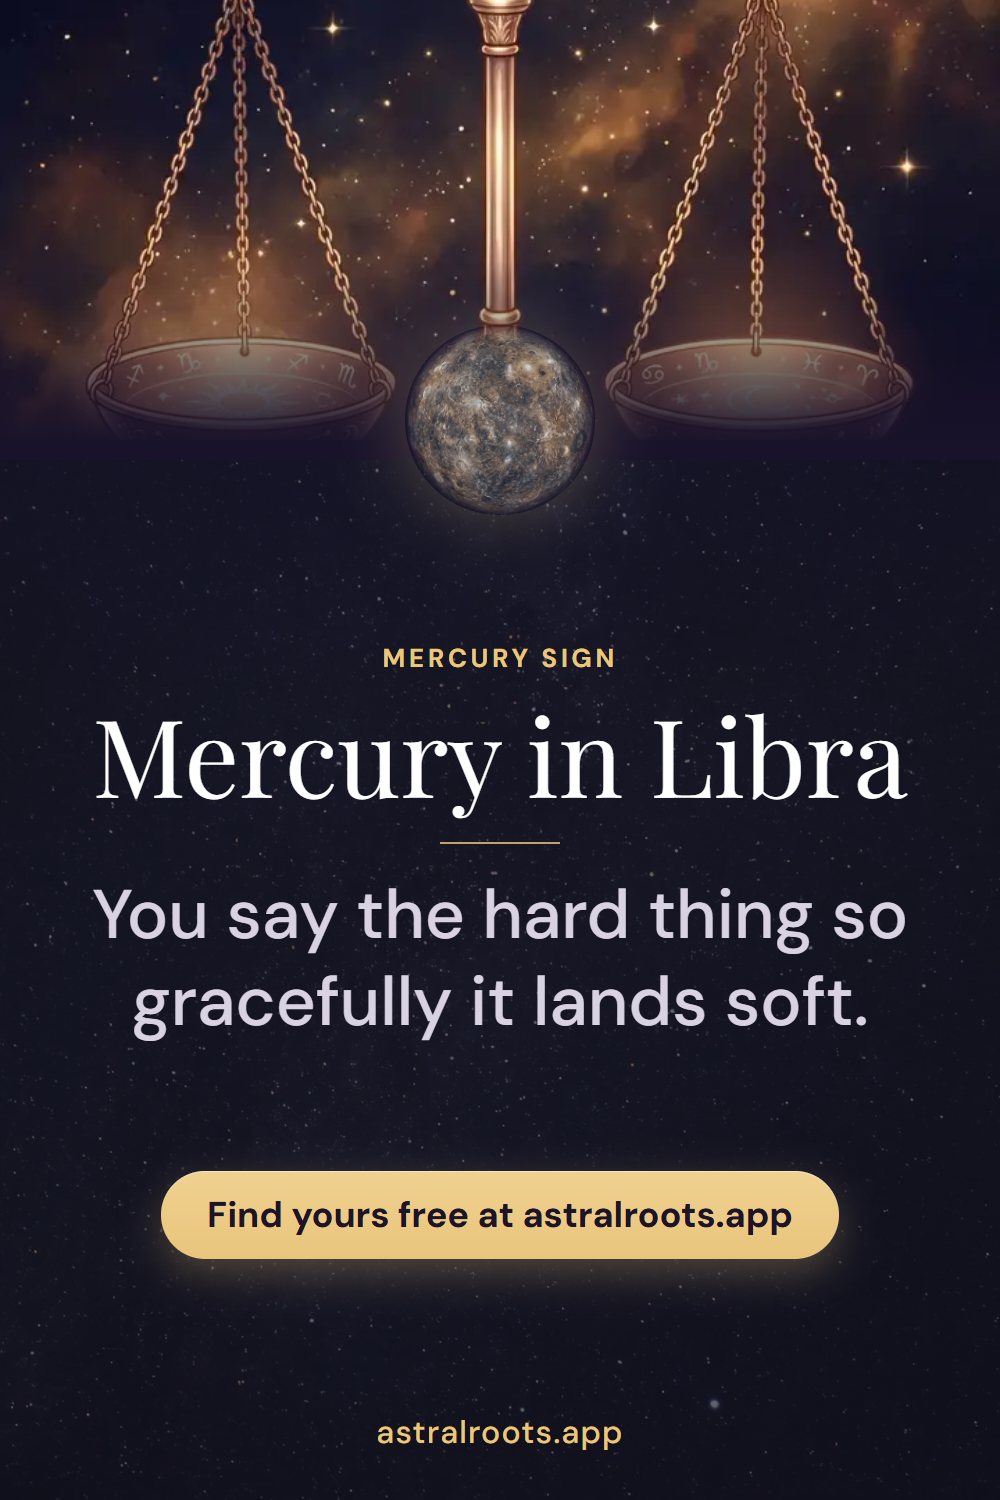 MERCURY SIGN
Mercury in Libra
You say the hard thing so
gracefully it lands soft.
Find yours free at astralroots.app
astralroots.app